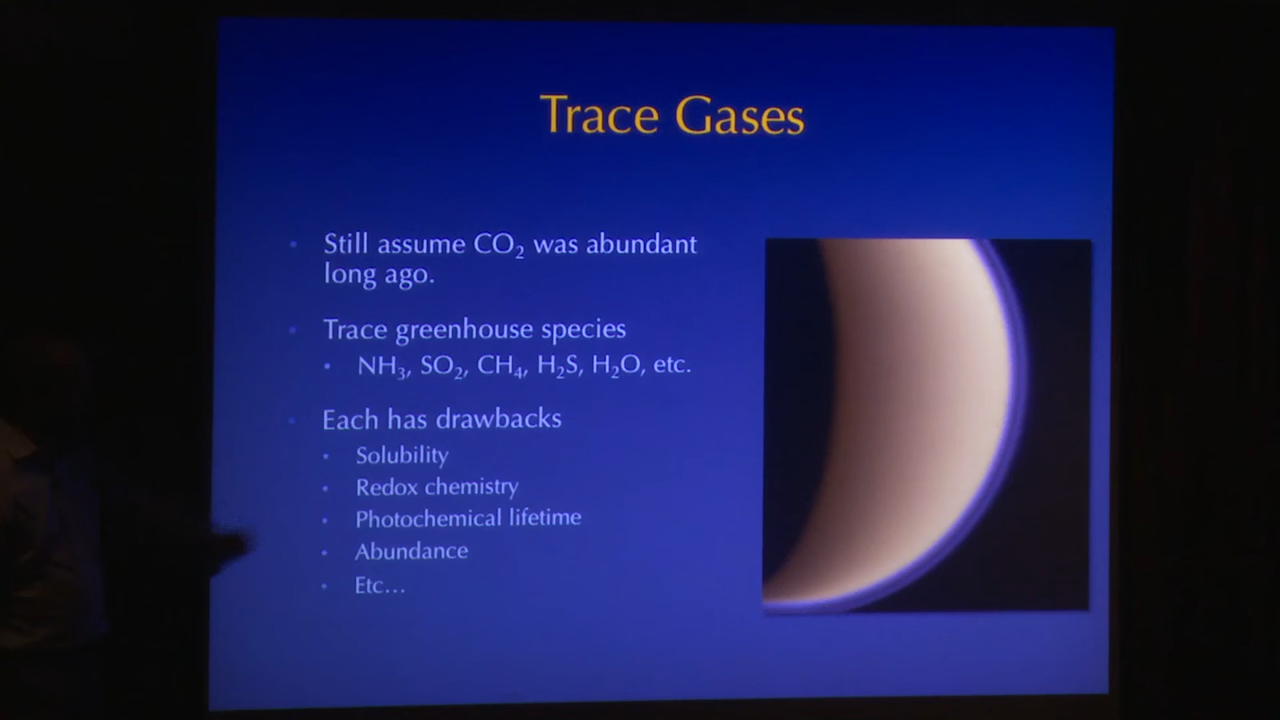 Trace Gases
• Still assume CO₂ was abundant
long ago.
• Trace greenhouse species
• NH₃, SO₂, CH₄, H₂S, H₂O, etc.
• Each has drawbacks
• Solubility
• Redox chemistry
• Photochemical lifetime
• Abundance
• Etc...